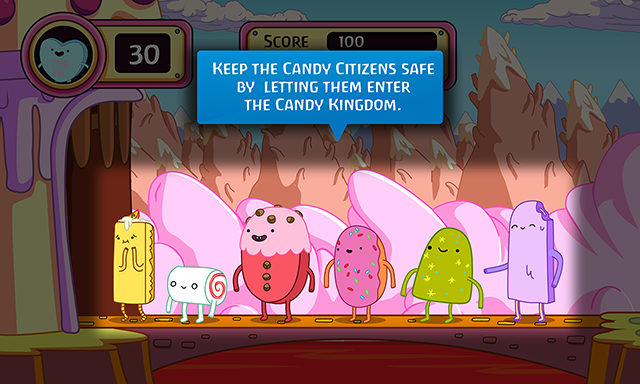 30
SCORE 100
KEEP THE CANDY CITIZENS SAFE
BY LETTING THEM ENTER
THE CANDY KINGDOM.